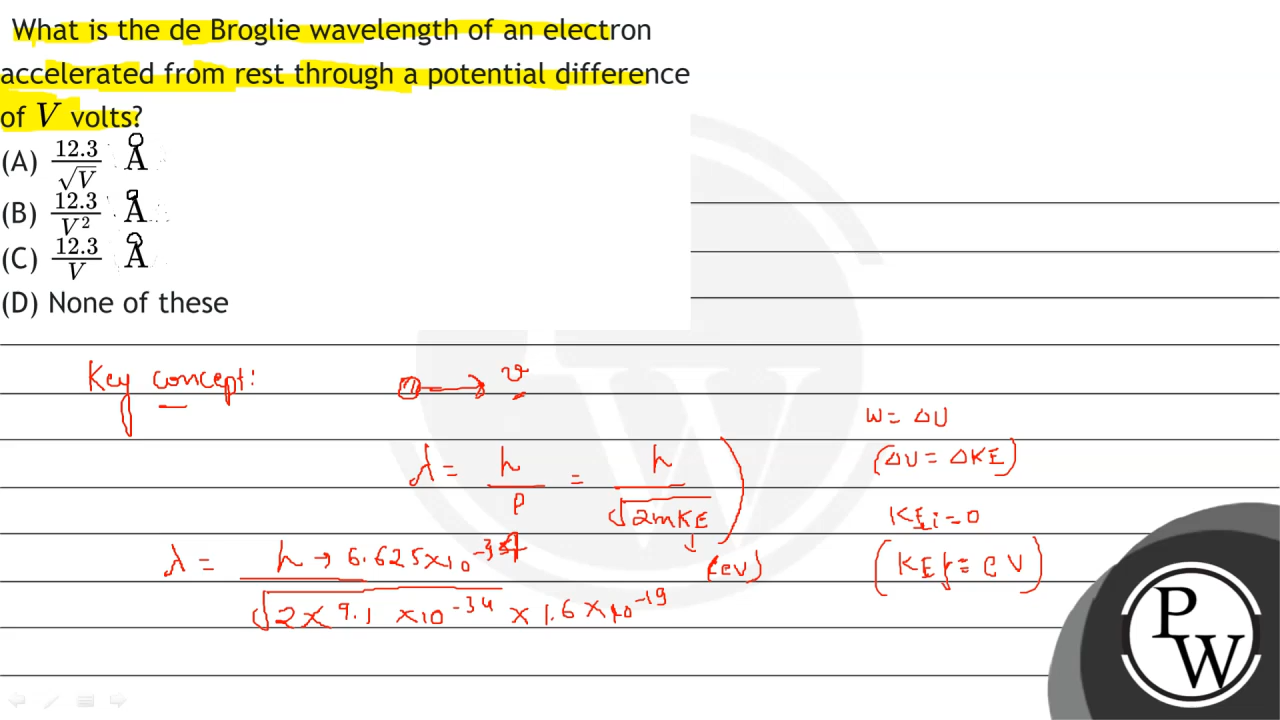 What is the de Broglie wavelength of an electron
accelerated from rest through a potential difference
of V volts?
(A) 12.3/√V Å
(B) 12.3/V² Å
(C) 12.3/V Å
(D) None of these
Key concept:
v
W = ΔU
λ = h/p = h/√2mKE
(ΔU = ΔKE)
KEi = 0
λ = h → 6.625×10⁻³⁴
(eV)
(KEf = eV)
√2 × 9.1 ×10⁻³⁴ × 1.6 × 10⁻¹⁹
P
W